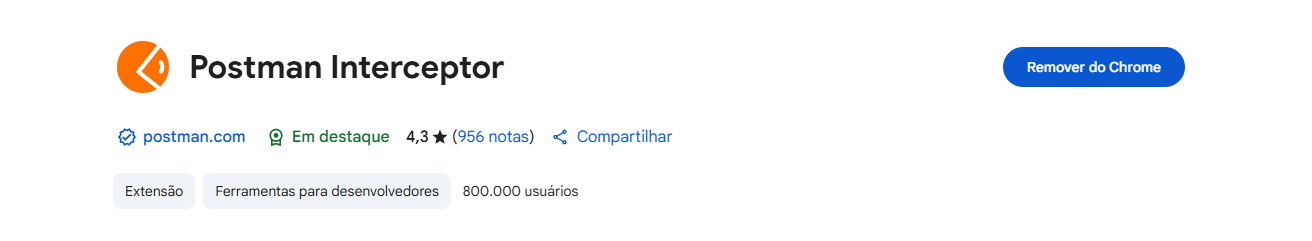 Postman Interceptor
Remover do Chrome
postman.com Em destaque 4,3 ★ (956 notas) Compartilhar
Extensão Ferramentas para desenvolvedores 800.000 usuários